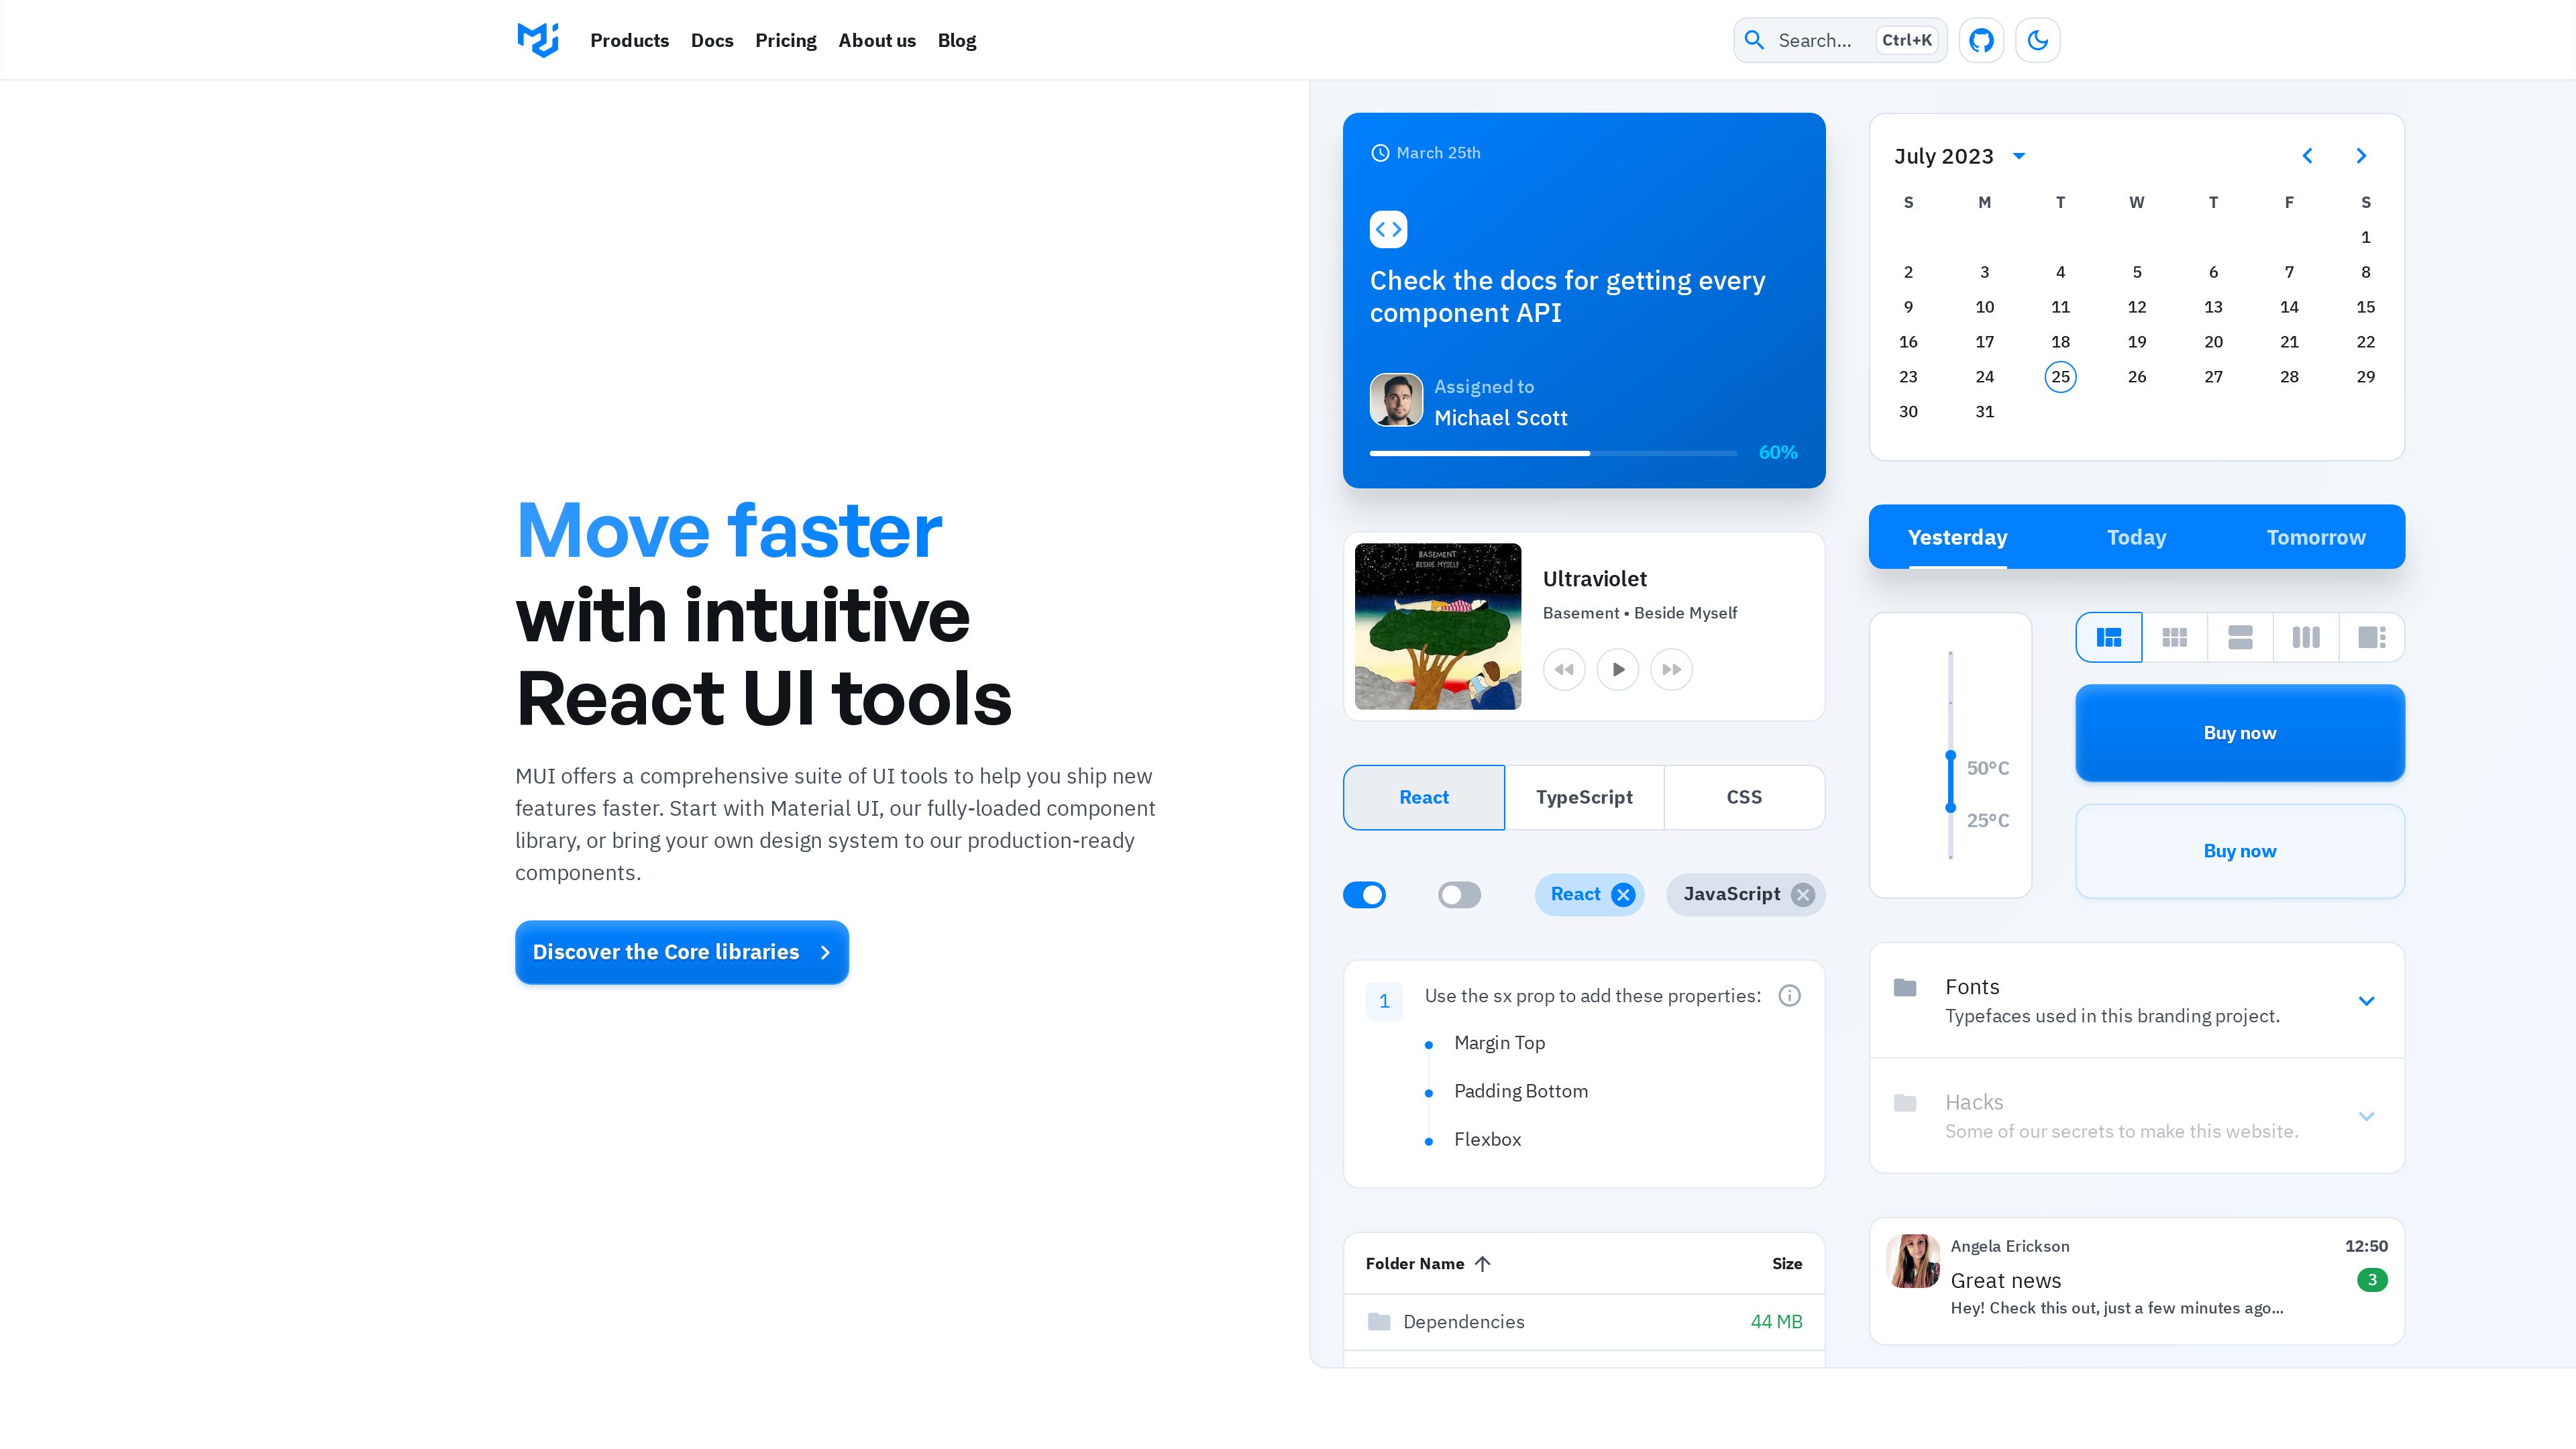 Products Docs Pricing About us Blog
Search... Ctrl+K
Move faster
with intuitive
React UI tools
MUI offers a comprehensive suite of UI tools to help you ship new
features faster. Start with Material UI, our fully-loaded component
library, or bring your own design system to our production-ready
components.
Discover the Core libraries
March 25th
Check the docs for getting every
component API
Assigned to
Michael Scott
60%
BASEMENT
BESIDE MYSELF
Ultraviolet
Basement • Beside Myself
React TypeScript CSS
React JavaScript
1 Use the sx prop to add these properties:
Margin Top
Padding Bottom
Flexbox
Folder Name Size
Dependencies 44 MB
July 2023
S M T W T F S
1
2 3 4 5 6 7 8
9 10 11 12 13 14 15
16 17 18 19 20 21 22
23 24 25 26 27 28 29
30 31
Yesterday Today Tomorrow
50°C
25°C
Buy now
Buy now
Fonts
Typefaces used in this branding project.
Hacks
Some of our secrets to make this website.
Angela Erickson 12:50
Great news 3
Hey! Check this out, just a few minutes ago...